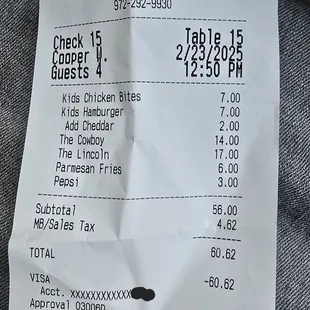 972-292-9930
Check 15 Table 15
Cooper W. 2/23/2025
Guests 4 12:50 PM
Kids Chicken Bites 7.00
Kids Hamburger 7.00
Add Cheddar 2.00
The Cowboy 14.00
The Lincoln 17.00
Parmesan Fries 6.00
Pepsi 3.00
Subtotal 56.00
MB/Sales Tax 4.62
TOTAL 60.62
VISA -60.62
Acct. XXXXXXXXXXXX
Approval 03006D